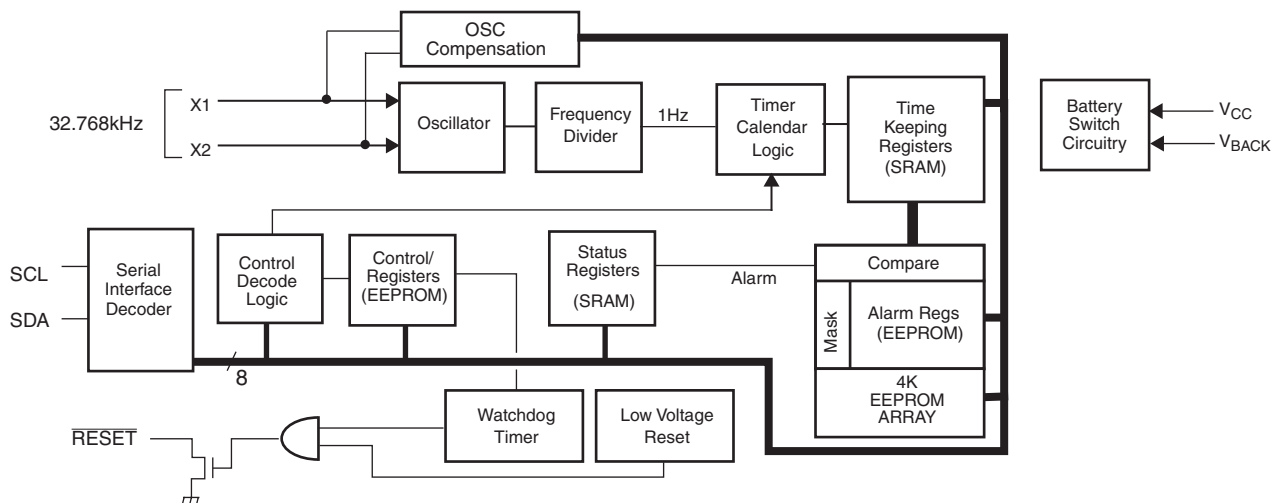 OSC
Compensation
32.768kHz
X1
X2
Oscillator
Frequency
Divider
1Hz
Timer
Calendar
Logic
Time
Keeping
Registers
(SRAM)
Battery
Switch
Circuitry
VCC
VBACK
SCL
SDA
Serial
Interface
Decoder
Control
Decode
Logic
Control/
Registers
(EEPROM)
Status
Registers
(SRAM)
Alarm
Compare
Mask
Alarm Regs
(EEPROM)
4K
EEPROM
ARRAY
8
Watchdog
Timer
Low Voltage
Reset
RESET